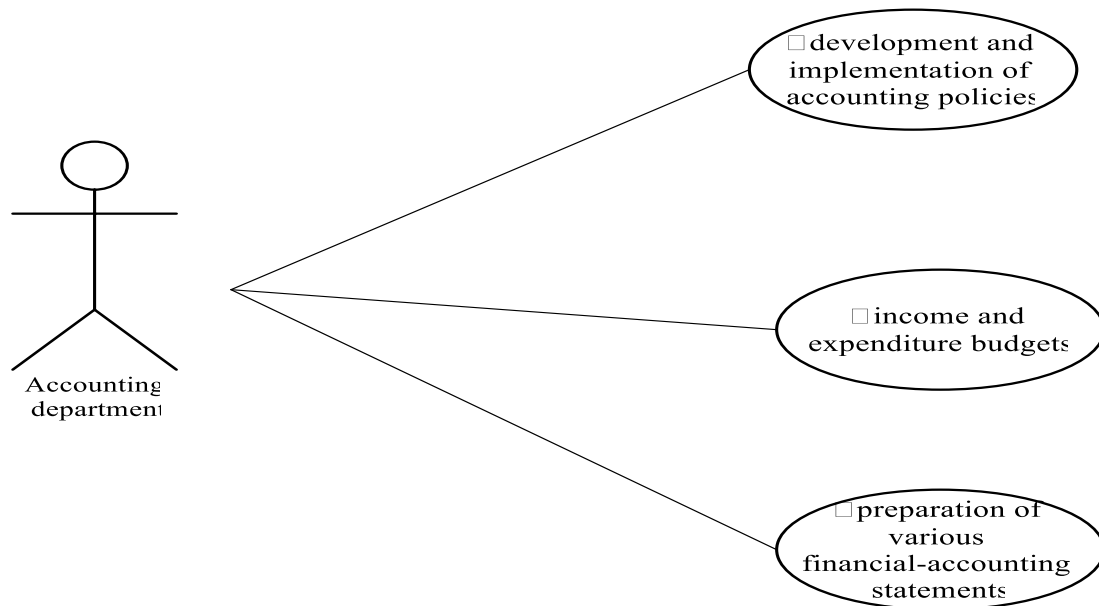 □development and
implementation of
accounting policies
□income and
expenditure budgets
Accounting
department
□preparation of
various
financial-accounting
statements